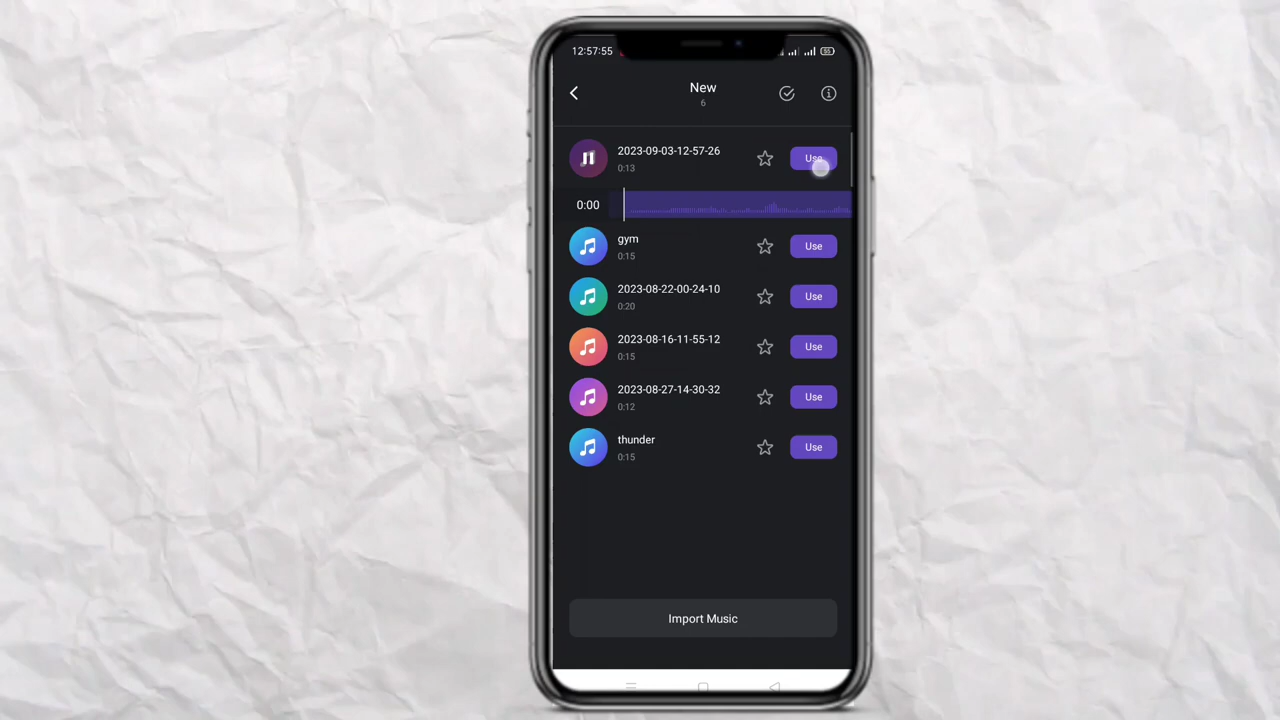 12:57:55
New
6
2023-09-03-12-57-26
0:13
Use
0:00
gym
0:15
Use
2023-08-22-00-24-10
0:20
Use
2023-08-16-11-55-12
0:15
Use
2023-08-27-14-30-32
0:12
Use
thunder
0:15
Use
Import Music